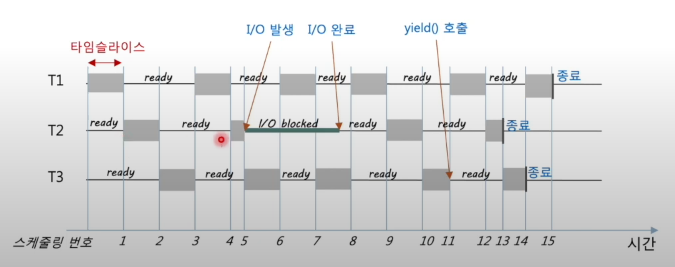 I/O 발생 I/O 완료 yield() 호출
타임슬라이스
T1 ready ready ready ready ready 종료
T2 ready ready I/O blocked ready ready 종료
T3 ready ready ready ready ready 종료
스케줄링 번호 1 2 3 4 5 6 7 8 9 10 11 12 13 14 15 시간